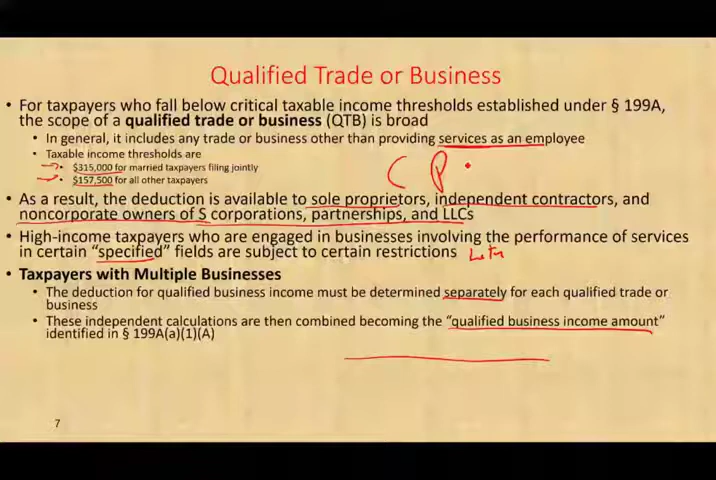 Qualified Trade or Business
• For taxpayers who fall below critical taxable income thresholds established under § 199A,
the scope of a qualified trade or business (QTB) is broad
• In general, it includes any trade or business other than providing services as an employee
• Taxable income thresholds are
• $315,000 for married taxpayers filing jointly
• $157,500 for all other taxpayers
C P
• As a result, the deduction is available to sole proprietors, independent contractors, and
noncorporate owners of S corporations, partnerships, and LLCs
• High-income taxpayers who are engaged in businesses involving the performance of services
in certain “specified” fields are subject to certain restrictions
• Taxpayers with Multiple Businesses
• The deduction for qualified business income must be determined separately for each qualified trade or
business
• These independent calculations are then combined becoming the “qualified business income amount”
identified in § 199A(a)(1)(A)
7